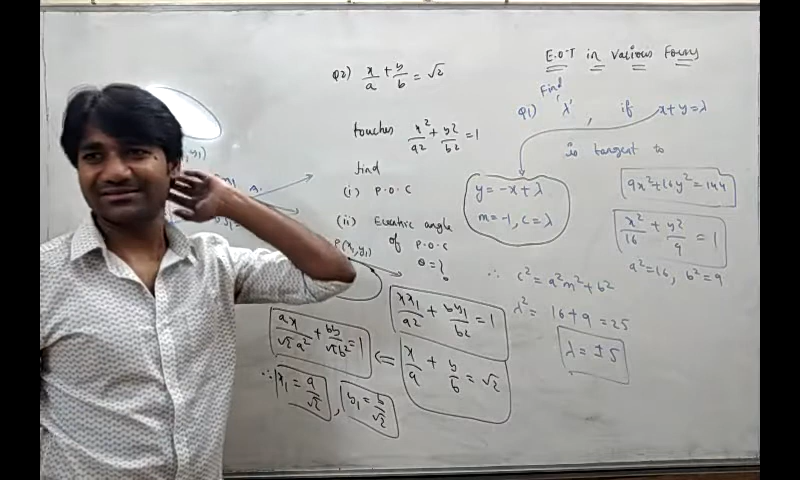 E.O.T in Various Forms
Q1) Find 'λ', if x+y=λ
is tangent to
9x²+16y²=144
x²/16 + y²/9 = 1
a²=16, b²=9
y=-x+λ
m=-1, c=λ
∴ c²=a²m²+b²
λ²= 16+9=25
λ=±5
Q2) x/a + y/b = √2
touches x²/a² + y²/b² = 1
find
(i) P.O.C
(ii) Eccentric angle
of P.O.C
θ=?
P(x₁,y₁)
xx₁/a² + yy₁/b² = 1
x/a + y/b = √2
ax/√2a² + by/√2b² = 1
∴ x₁ = a/√2, y₁ = b/√2